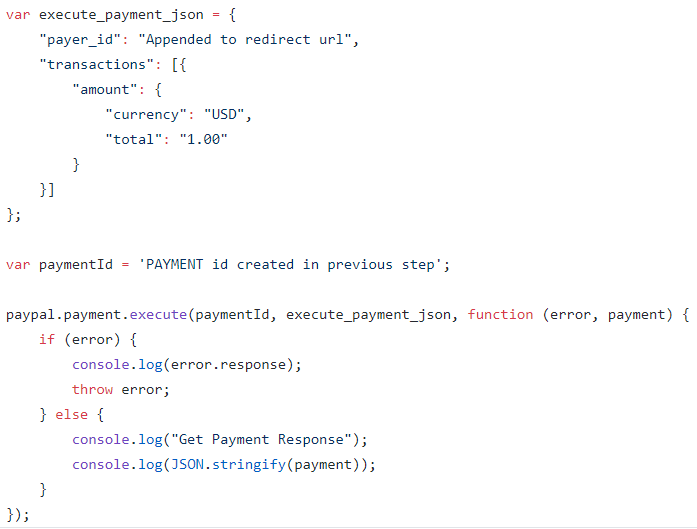 var execute_payment_json = {
    "payer_id": "Appended to redirect url",
    "transactions": [{
        "amount": {
            "currency": "USD",
            "total": "1.00"
        }
    }]
};

var paymentId = 'PAYMENT id created in previous step';

paypal.payment.execute(paymentId, execute_payment_json, function (error, payment) {
    if (error) {
        console.log(error.response);
        throw error;
    } else {
        console.log("Get Payment Response");
        console.log(JSON.stringify(payment));
    }
});